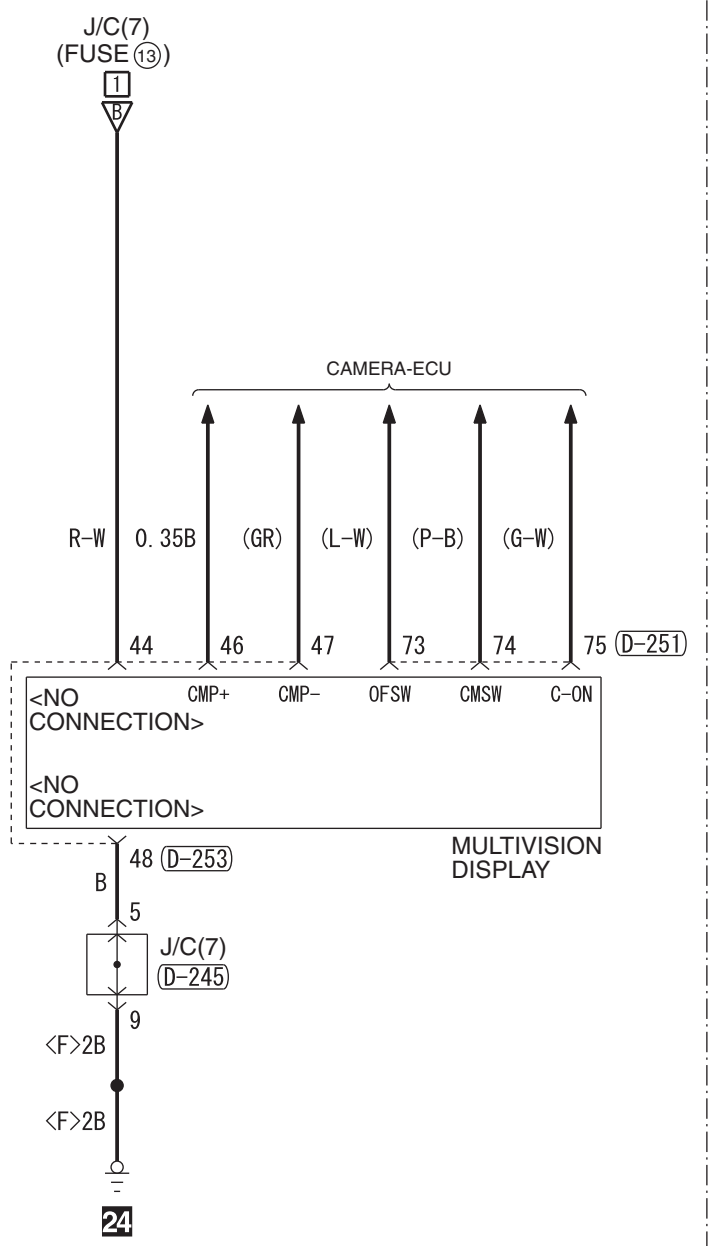 J/C(7)
(FUSE ⑬)
1
B
CAMERA-ECU
R-W 0.35B (GR) (L-W) (P-B) (G-W)
44 46 47 73 74 75 (D-251)
<NO CONNECTION> CMP+ CMP- OFSW CMSW C-ON
<NO
CONNECTION>
MULTIVISION
DISPLAY
48 (D-253)
B
5
J/C(7)
(D-245)
9
<F>2B
<F>2B
24